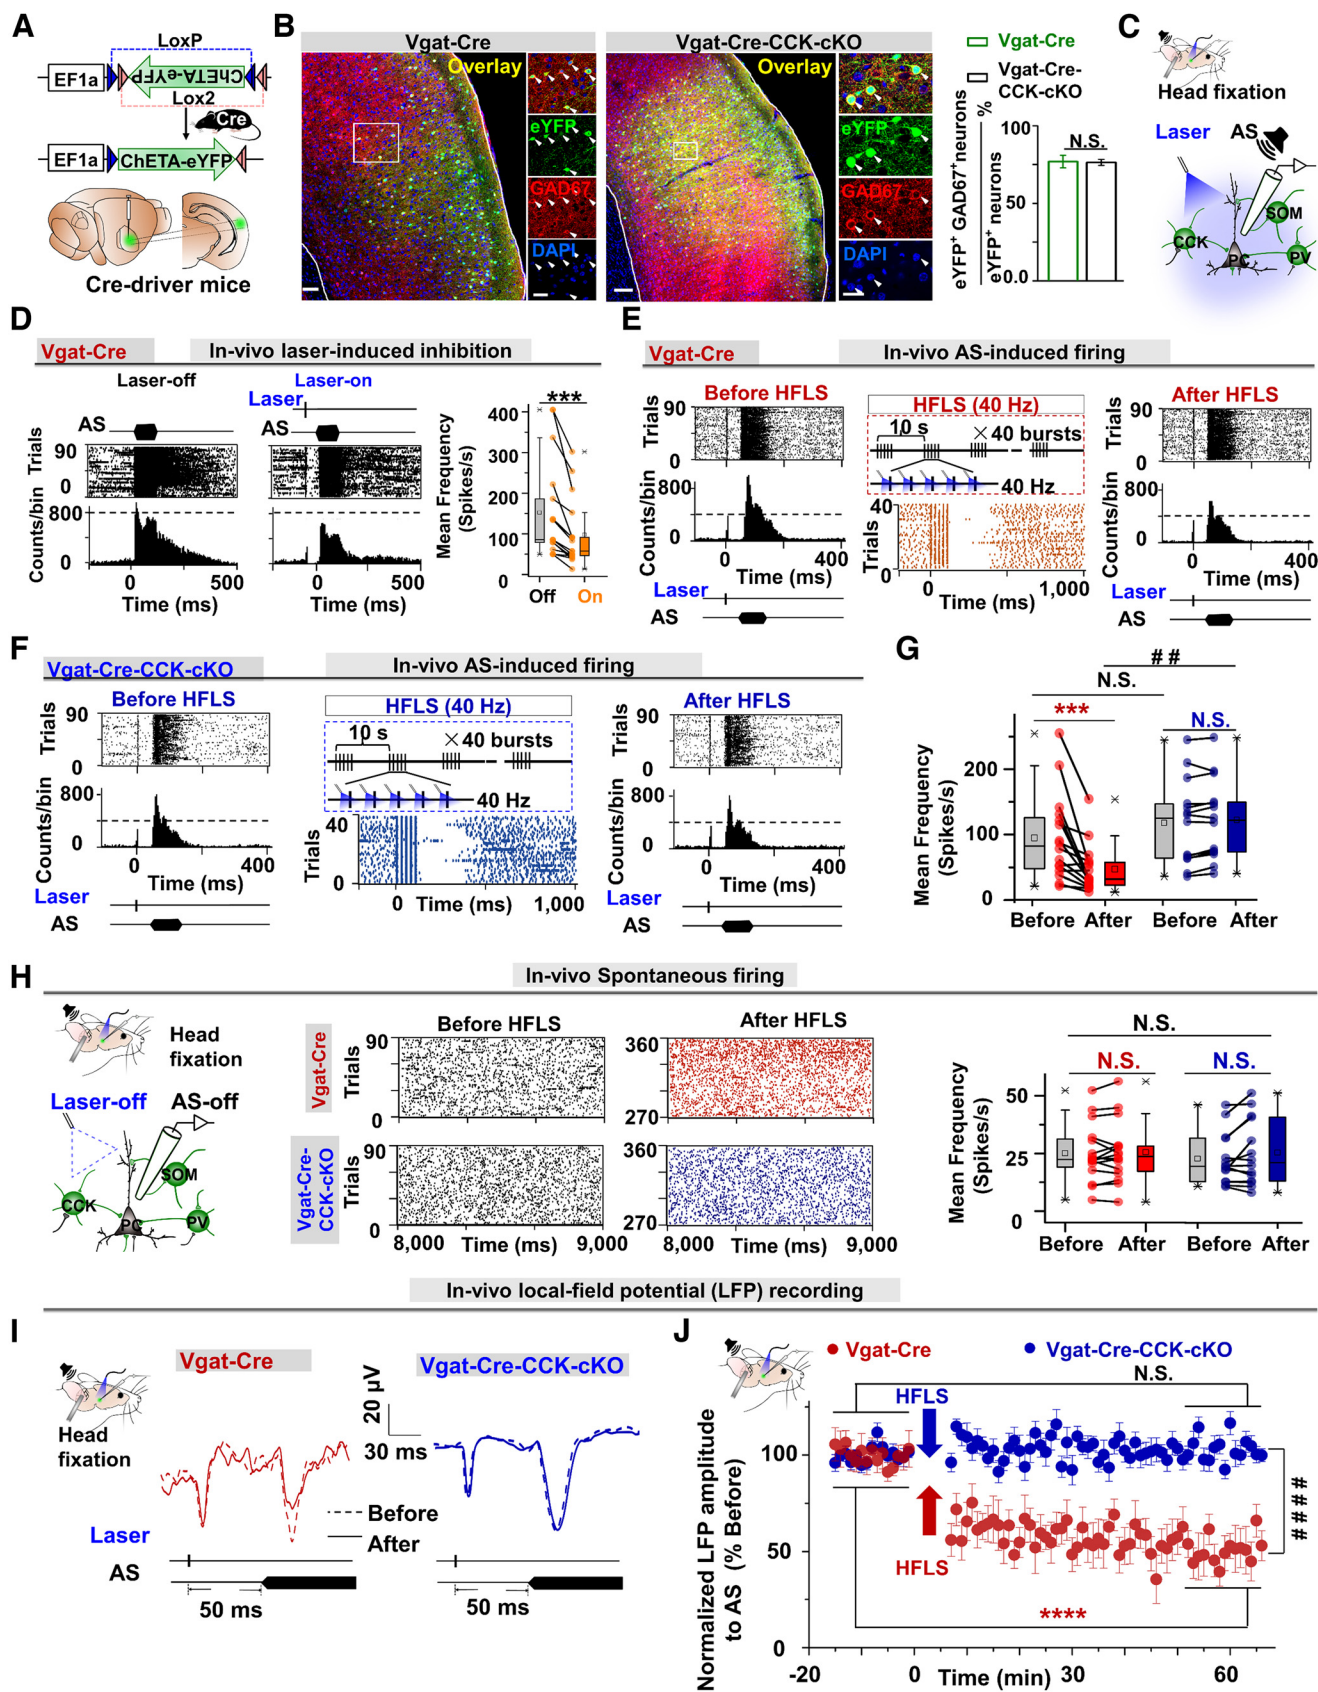 A
LoxP
EF1a
ChETA-eYFP
Lox2
Cre
EF1a
ChETA-eYFP
Cre-driver mice
B
Vgat-Cre
Overlay
eYFP
GAD67
DAPI
Vgat-Cre-CCK-cKO
Overlay
eYFP
GAD67
DAPI
Vgat-Cre
Vgat-Cre-
CCK-cKO
eYFP+ GAD67+neurons
eYFP+ neurons
%
100
N.S.
50
0.0
C
Head fixation
Laser
AS
SOM
CCK
PC
PV
D
Vgat-Cre
In-vivo laser-induced inhibition
Laser-off
Laser-on
Laser
AS
AS
Trials
90
0
90
0
Counts/bin
800
0
800
0
0
500
0
500
Time (ms)
Time (ms)
Mean Frequency
(Spikes/s)
***
400
300
200
100
0
Off
On
E
Vgat-Cre
In-vivo AS-induced firing
Before HFLS
HFLS (40 Hz)
After HFLS
Trials
90
0
10 s
× 40 bursts
40 Hz
Trials
90
0
Counts/bin
800
400
0
0
400
Time (ms)
Laser
AS
Trials
40
0
0
1,000
Time (ms)
Counts/bin
800
400
0
0
400
Time (ms)
Laser
AS
F
Vgat-Cre-CCK-cKO
In-vivo AS-induced firing
Before HFLS
HFLS (40 Hz)
After HFLS
Trials
90
0
10 s
× 40 bursts
40 Hz
Trials
90
0
Counts/bin
800
400
0
0
400
Time (ms)
Laser
AS
Trials
40
0
0
Time (ms)
1,000
Counts/bin
800
400
0
0
400
Time (ms)
Laser
AS
G
##
N.S.
***
N.S.
Mean Frequency
(Spikes/s)
200
100
0
Before
After
Before
After
H
In-vivo Spontaneous firing
Head
fixation
Laser-off
AS-off
SOM
CCK
PC
PV
Before HFLS
After HFLS
Vgat-Cre
Trials
90
0
360
270
Vgat-Cre-
CCK-cKO
Trials
90
0
360
270
8,000
Time (ms)
9,000
8,000
Time (ms)
9,000
N.S.
N.S.
N.S.
Mean Frequency
(Spikes/s)
50
25
0
Before
After
Before
After
In-vivo local-field potential (LFP) recording
I
Vgat-Cre
Vgat-Cre-CCK-cKO
Head
fixation
20 µV
30 ms
Before
After
Laser
AS
50 ms
50 ms
J
Vgat-Cre
Vgat-Cre-CCK-cKO
N.S.
HFLS
HFLS
####
****
Normalized LFP amplitude
to AS (% Before)
100
50
0
-20
0
Time (min)
30
60